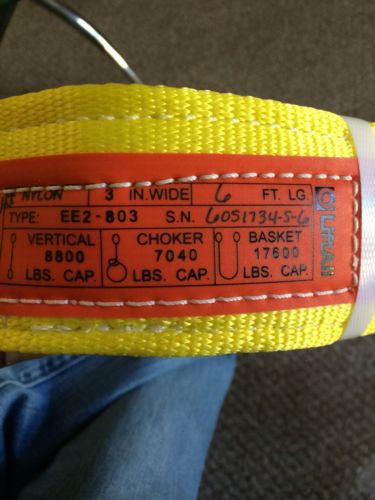 NYLON 3 IN. WIDE 6 FT. LG.
TYPE: EE2-803 S.N. 6051734-5-6
VERTICAL CHOKER BASKET
8800 7040 17600
LBS. CAP. LBS. CAP. LBS. CAP.